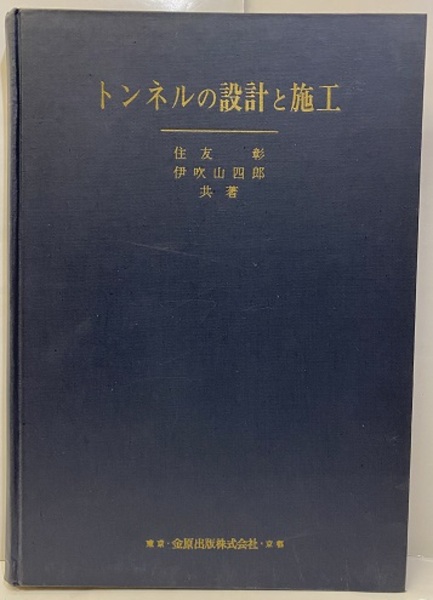 トンネルの設計と施工
住友 彰
伊吹山四郎
共著
東京・金原出版株式会社・京都